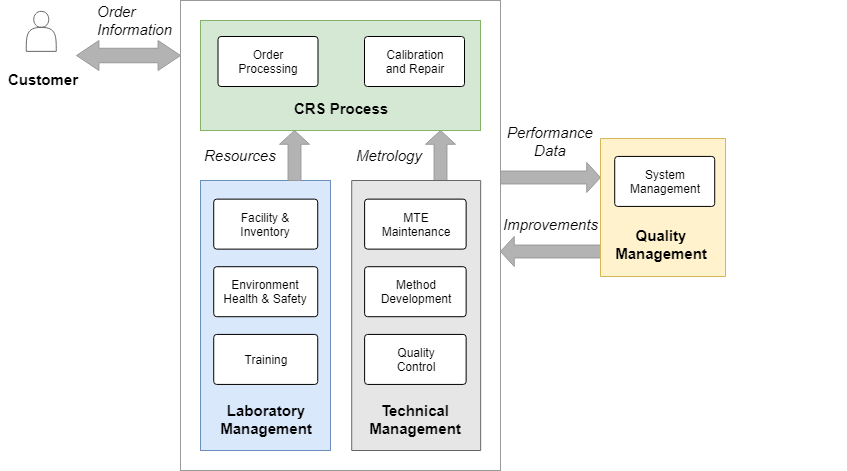 Order
Information
Customer
Order
Processing
Calibration
and Repair
CRS Process
Resources
Metrology
Performance
Data
Improvements
System
Management
Quality
Management
Facility &
Inventory
Environment
Health & Safety
Training
Laboratory
Management
MTE
Maintenance
Method
Development
Quality
Control
Technical
Management